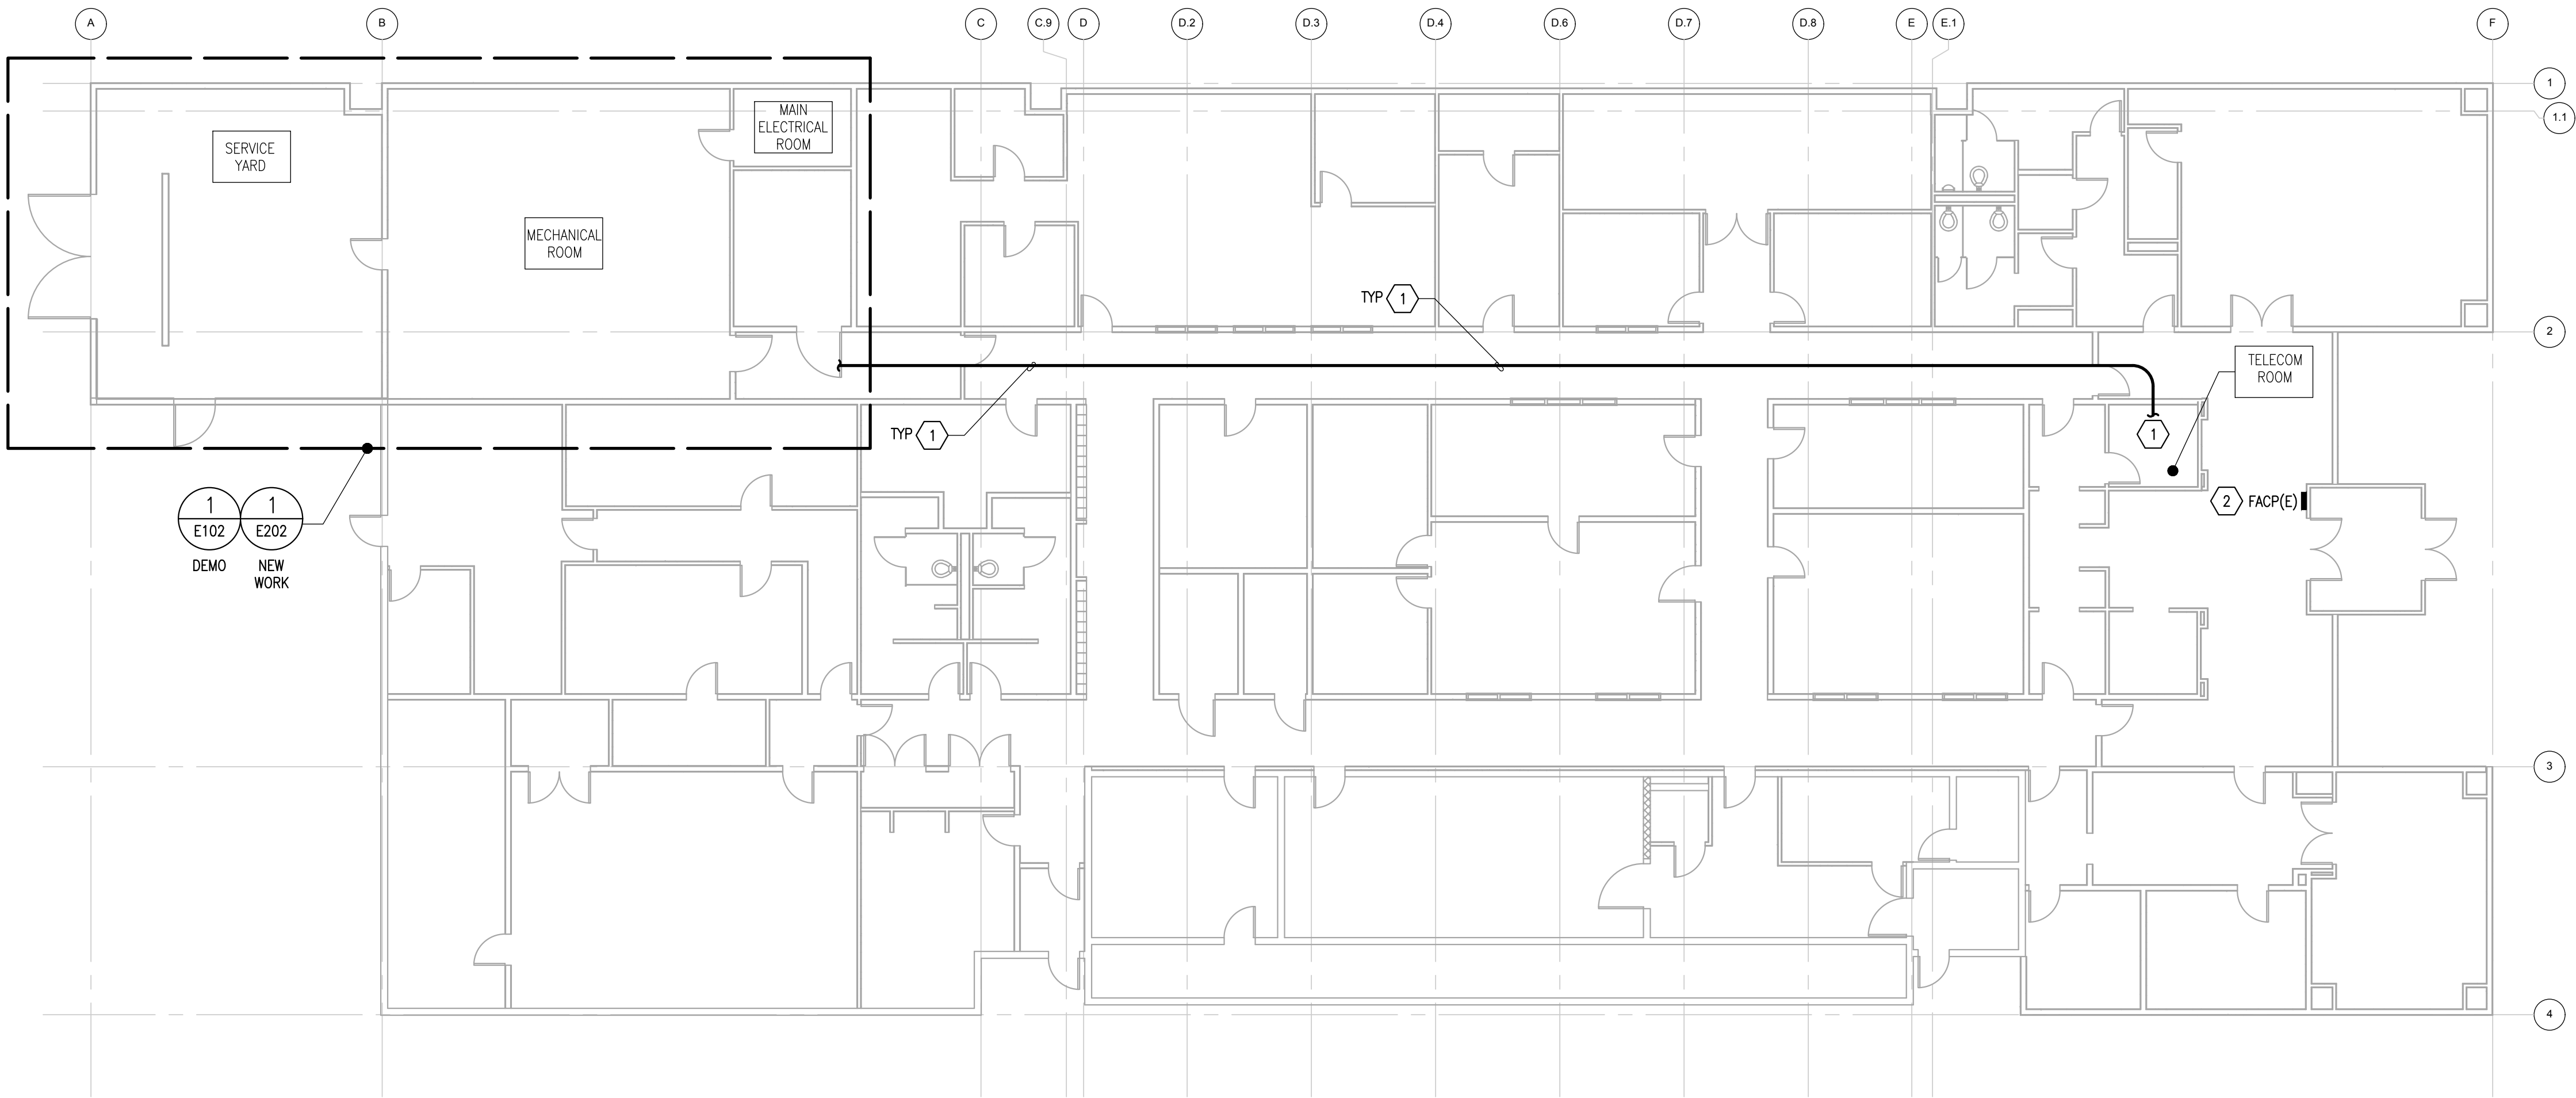 A
B
C
C.9
D
D.2
D.3
D.4
D.6
D.7
D.8
E
E.1
F
1
1.1
MAIN
ELECTRICAL
ROOM
SERVICE
YARD
MECHANICAL
ROOM
TYP 1
2
TELECOM
ROOM
TYP 1
1
1
E102
DEMO
1
E202
NEW
WORK
2 FACP(E)
3
4